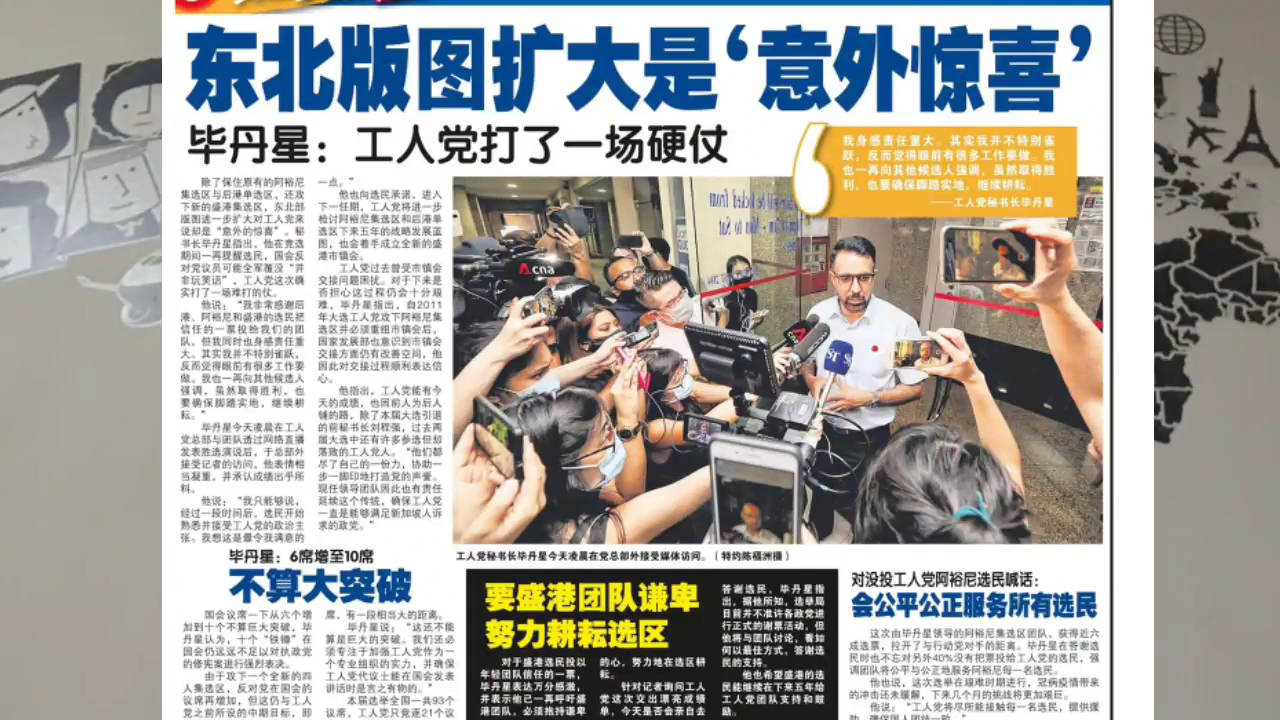 东北版图扩大是‘意外惊喜’
毕丹星：工人党打了一场硬仗
我身感责任重大。其实我并不特别雀
跃，反而觉得眼前有很多工作要做。我
也一再向其他候选人强调，虽然取得胜
利，也要确保脚踏实地，继续耕耘。
——工人党秘书长毕丹星
除了保住原有的阿裕尼
集选区与后港单选区，还攻
下新的盛港集选区，东北部
版图进一步扩大对工人党来
说却是“意外的惊喜”。秘
书长毕丹星指出，他在竞选
期间一再提醒选民，国会反
对党议员可能全军覆没“并
非玩笑话”，工人党这次确
实打了一场难打的仗。
他说：“我非常感谢后
港、阿裕尼和盛港的选民把
信任的一票投给我们的团
队，但我同时也身感责任重
大。其实我并不特别雀跃，
反而觉得眼前有很多工作要
做。我也一再向其他候选人
强调，虽然取得胜利，也
要确保脚踏实地，继续耕
耘。”
毕丹星今天凌晨在工人
党总部与团队透过网络直播
发表胜选演说后，于总部外
接受记者的访问。他表情相
当凝重，并承认成绩出乎所
料。
他说：“我只能够说，
经过一段时间后，选民开始
熟悉并接受工人党的政治主
张。我想这是最令我满意的
一点。”
他也向选民承诺，进入
下一任期，工人党将进一步
检讨阿裕尼集选区和后港单
选区下来五年的战略发展蓝
图，也会着手成立全新的盛
港市镇会。
工人党过去曾受市镇会
交接问题困扰。对于下来是
否担心这过程仍会十分艰
难，毕丹星指出，自2011
年大选工人党攻下阿裕尼集
选区并必须重组市镇会后，
国家发展部也意识到市镇会
交接方面仍有改善空间，他
因此对交接过程顺利表达信
心。
他指出，工人党能有今
天的成绩，也因前人为后人
铺的路，除了本届大选引退
的前秘书长刘程强，过去两
届大选中还有许多参选但却
落败的工人党人。“他们都
尽了自己的一份力，协助一
步一脚印地打造党的声誉。
现任领导团队因此也有责任
延续这个传统，确保工人党
一直是能够满足新加坡人诉
求的政党。”
cna
cna
ST
工人党秘书长毕丹星今天凌晨在党总部外接受媒体访问。（特约陈福洲摄）
毕丹星：6席增至10席
不算大突破
国会议席一下从六个增
加到十个不算巨大突破，毕
丹星认为，十个“铁锤”在
国会仍远远不足以对执政党
的修宪案进行强烈表决。
由于攻下一个全新的四
人集选区，反对党在国会的
议席再增加，但这仍与工人
党之前所设的中期目标，即
席，有一段相当大的距离。
毕丹星说：“这还不能
算是巨大的突破。我们还必
须专注于加强工人党作为一
个专业组织的实力，并确保
工人党代议士能在国会发表
讲话时是言之有物的。”
本届选举全国一共93个
议席，工人党只竞逐21个议
要盛港团队谦卑
努力耕耘选区
对于盛港选民投以
年轻团队信任的一票，
毕丹星表达万分感激，
并表示他已一再呼吁盛
港团队，必须抱持谦卑
的心，努力地在选区耕
耘。
针对记者询问工人
党这次交出漂亮成绩
单，今天是否会亲自去
答谢选民，毕丹星指
出，据他所知，选举局
目前并不准许各政党进
行正式的谢票活动，但
他将与团队讨论，看如
何以最佳方式，答谢选
民的支持。
他也希望盛港的选
民能继续在下来五年给
工人党团队支持和鼓
励。
对没投工人党阿裕尼选民喊话：
会公平公正服务所有选民
这次由毕丹星领导的阿裕尼集选区团队，获得近六
成选票，拉开了与行动党对手的距离。毕丹星在答谢选
民时也不忘对另外40%没有把票投给工人党的选民，强
调团队将公平与公正地服务阿裕尼每一名选民。
他也说，这次选举在艰难时期进行，冠病疫情带来
的冲击还未缓解，下来几个月的挑战将更加艰巨。
他说：“工人党将尽所能接触每一名选民，提供援